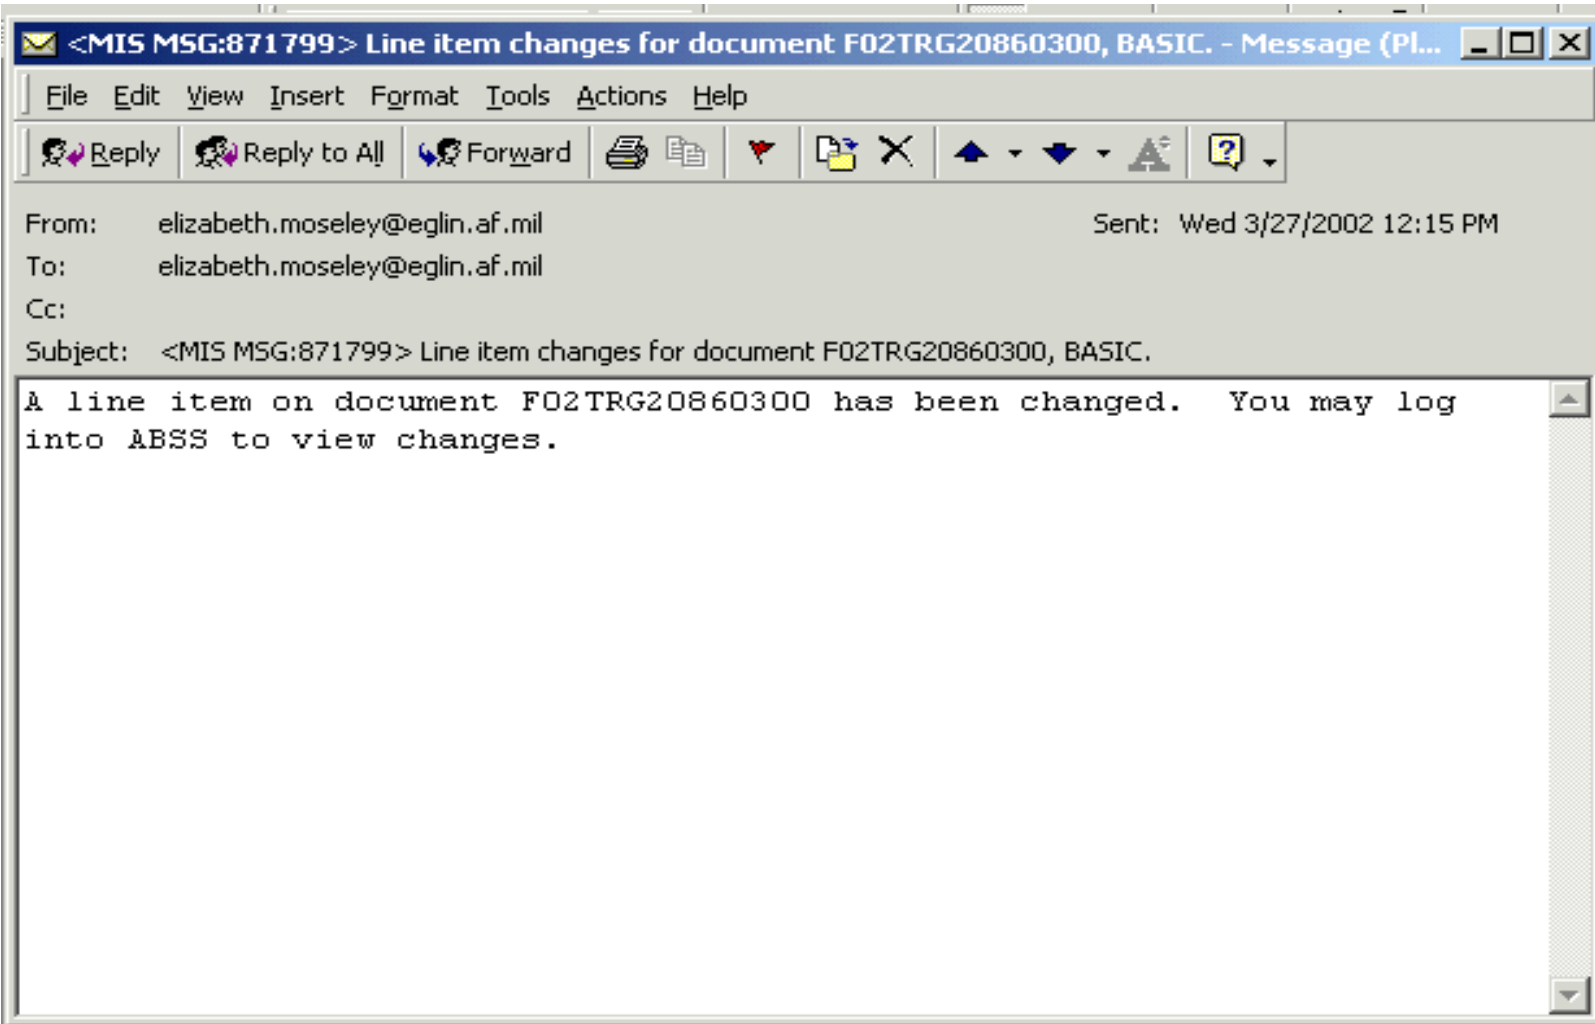 <MIS MSG:871799> Line item changes for document F02TRG20860300, BASIC. - Message (Pl...
File Edit View Insert Format Tools Actions Help
Reply Reply to All Forward
From: elizabeth.moseley@eglin.af.mil Sent: Wed 3/27/2002 12:15 PM
To: elizabeth.moseley@eglin.af.mil
Cc:
Subject: <MIS MSG:871799> Line item changes for document F02TRG20860300, BASIC.
A line item on document F02TRG20860300 has been changed.  You may log
into ABSS to view changes.